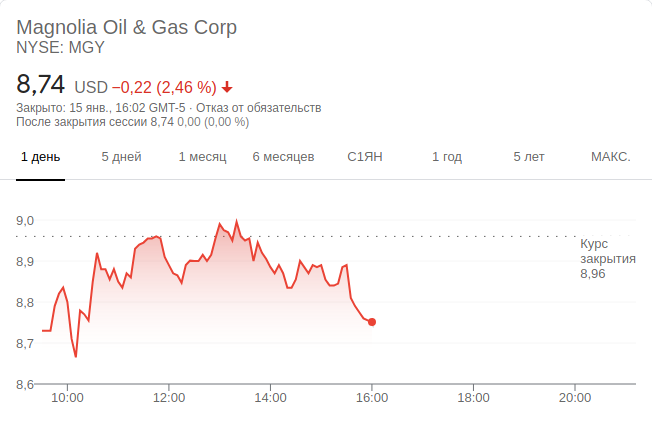 Magnolia Oil & Gas Corp
NYSE: MGY
8,74 USD −0,22 (2,46 %)
Закрыто: 15 янв., 16:02 GMT-5 · Отказ от обязательств
После закрытия сессии 8,74 0,00 (0,00 %)
1 день 5 дней 1 месяц 6 месяцев С1ЯН 1 год 5 лет МАКС.
9,0
Курс
закрытия
8,9
8,96
8,8
8,7
8,6
10:00 12:00 14:00 16:00 18:00 20:00